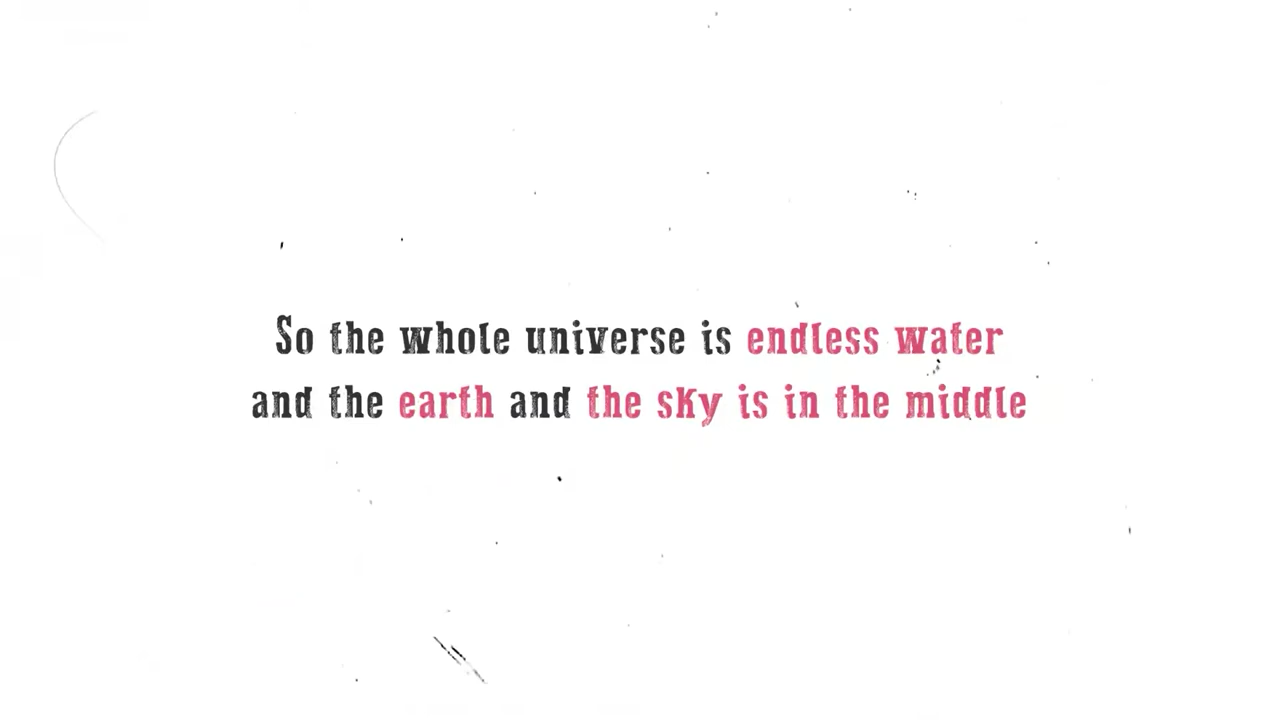 So the whole universe is endless water
and the earth and the sky is in the middle